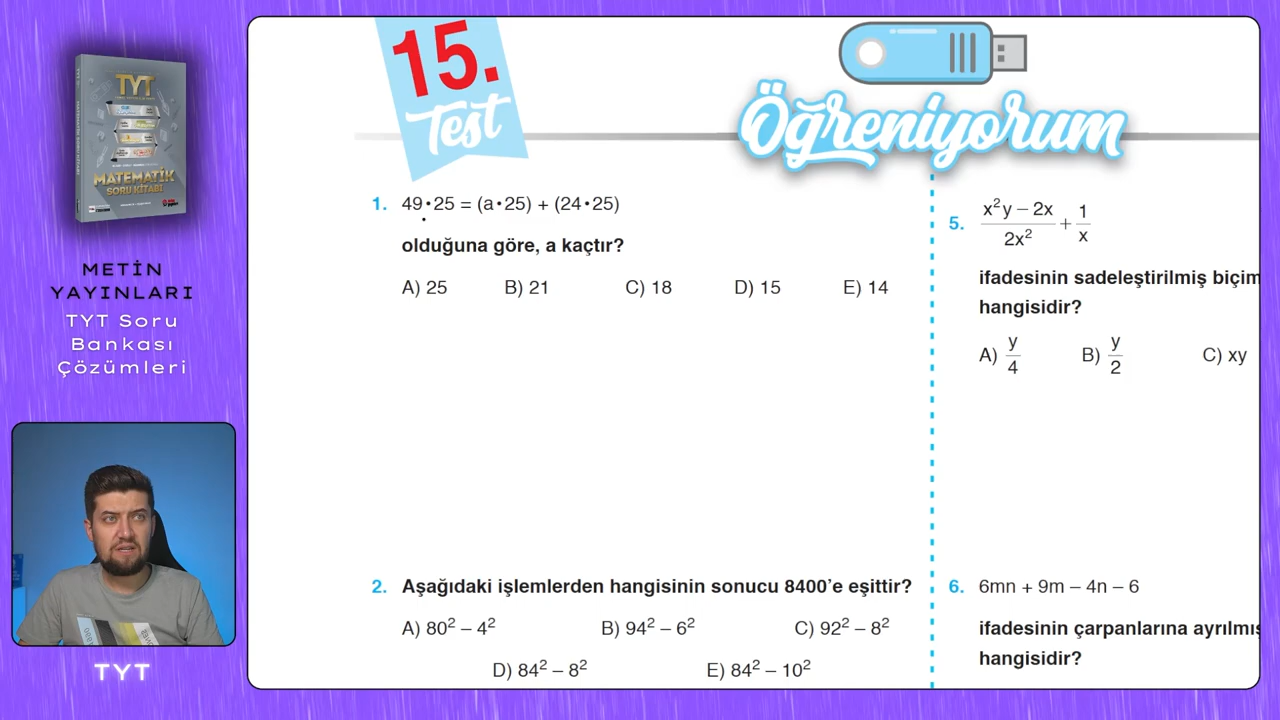 TYT
MATEMATİK
SORU KİTABI
METİN
YAYINLARI
TYT Soru
Bankası
Çözümleri
TYT
15.
Test
Öğreniyorum
1. 49•25 = (a•25) + (24•25)
olduğuna göre, a kaçtır?
A) 25 B) 21 C) 18 D) 15 E) 14
2. Aşağıdaki işlemlerden hangisinin sonucu 8400’e eşittir?
A) 80² – 4² B) 94² – 6² C) 92² – 8²
D) 84² – 8² E) 84² – 10²
5. x²y – 2x / 2x² + 1 / x
ifadesinin sadeleştirilmiş biçim
hangisidir?
A) y/4 B) y/2 C) xy
6. 6mn + 9m – 4n – 6
ifadesinin çarpanlarına ayrılmış
hangisidir?